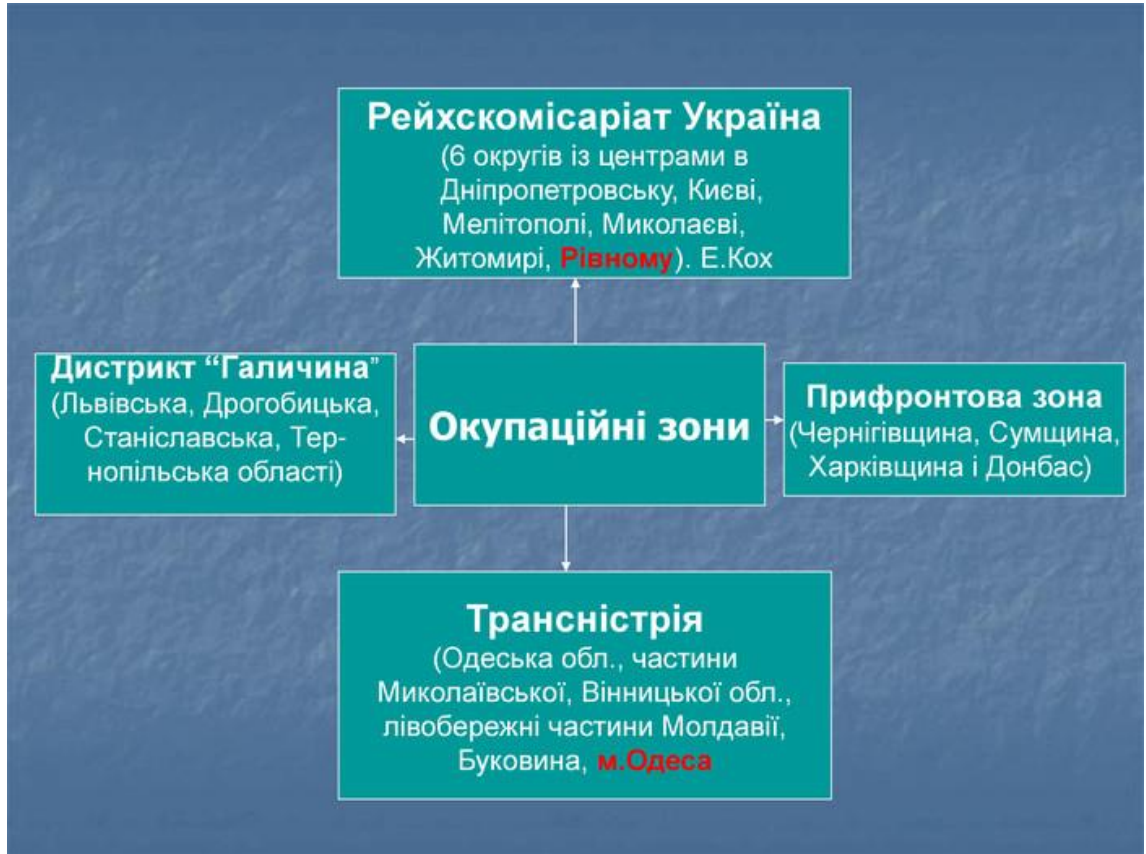 Рейхскомісаріат Україна
(6 округів із центрами в
Дніпропетровську, Києві,
Мелітополі, Миколаєві,
Житомирі, Рівному). Е.Кох
Дистрикт “Галичина”
(Львівська, Дрогобицька,
Станіславська, Тер-
нопільська області)
Окупаційні зони
Прифронтова зона
(Чернігівщина, Сумщина,
Харківщина і Донбас)
Трансністрія
(Одеська обл., частини
Миколаївської, Вінницької обл.,
лівобережні частини Молдавії,
Буковина, м.Одеса